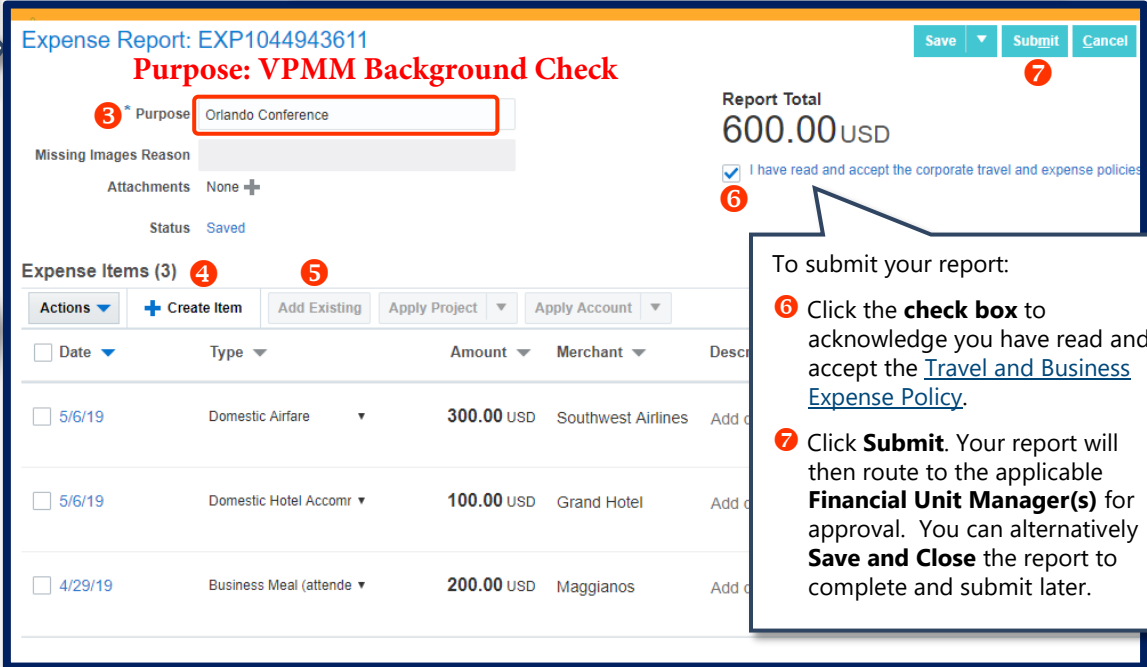 Expense Report: EXP1044943611
Save Submit Cancel
Purpose: VPMM Background Check
7
3 * Purpose Orlando Conference
Report Total
600.00 USD
Missing Images Reason
I have read and accept the corporate travel and expense policies
6
Attachments None
Status Saved
Expense Items (3) 4 5
Actions Create Item Add Existing Apply Project Apply Account
Date Type Amount Merchant Descr
5/6/19 Domestic Airfare 300.00 USD Southwest Airlines Add
5/6/19 Domestic Hotel Accomr 100.00 USD Grand Hotel Add
4/29/19 Business Meal (attende 200.00 USD Maggianos Add
To submit your report:
6 Click the check box to
acknowledge you have read and
accept the Travel and Business
Expense Policy.
7 Click Submit. Your report will
then route to the applicable
Financial Unit Manager(s) for
approval. You can alternatively
Save and Close the report to
complete and submit later.